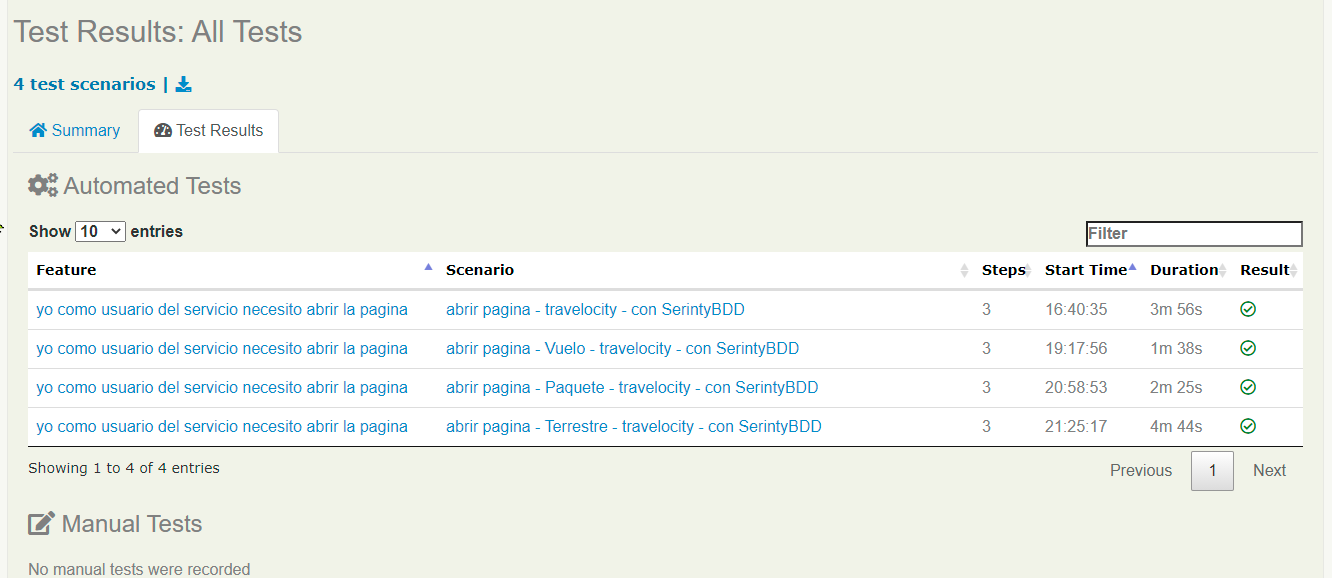 Test Results: All Tests
4 test scenarios |
Summary Test Results
Automated Tests
Show 10 entries Filter
Feature Scenario Steps Start Time Duration Result
yo como usuario del servicio necesito abrir la pagina abrir pagina - travelocity - con SerintyBDD 3 16:40:35 3m 56s
yo como usuario del servicio necesito abrir la pagina abrir pagina - Vuelo - travelocity - con SerintyBDD 3 19:17:56 1m 38s
yo como usuario del servicio necesito abrir la pagina abrir pagina - Paquete - travelocity - con SerintyBDD 3 20:58:53 2m 25s
yo como usuario del servicio necesito abrir la pagina abrir pagina - Terrestre - travelocity - con SerintyBDD 3 21:25:17 4m 44s
Showing 1 to 4 of 4 entries Previous 1 Next
Manual Tests
No manual tests were recorded